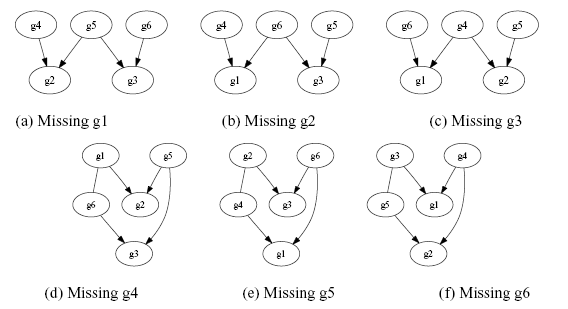 g4 g5 g6 g4 g6 g5 g6 g4 g5
g2 g3 g1 g3 g1 g2
(a) Missing g1 (b) Missing g2 (c) Missing g3
g1 g5 g2 g6 g3 g4
g6 g2 g4 g3 g5 g1
g3 g1 g2
(d) Missing g4 (e) Missing g5 (f) Missing g6